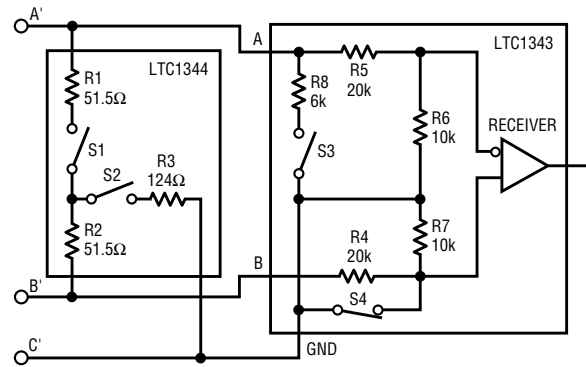 A'
A
LTC1344
LTC1343
R1
51.5Ω
R8
6k
R5
20k
R6
10k
RECEIVER
S1
S3
S2
R3
124Ω
R2
51.5Ω
R7
10k
R4
20k
B
S4
B'
C'
GND